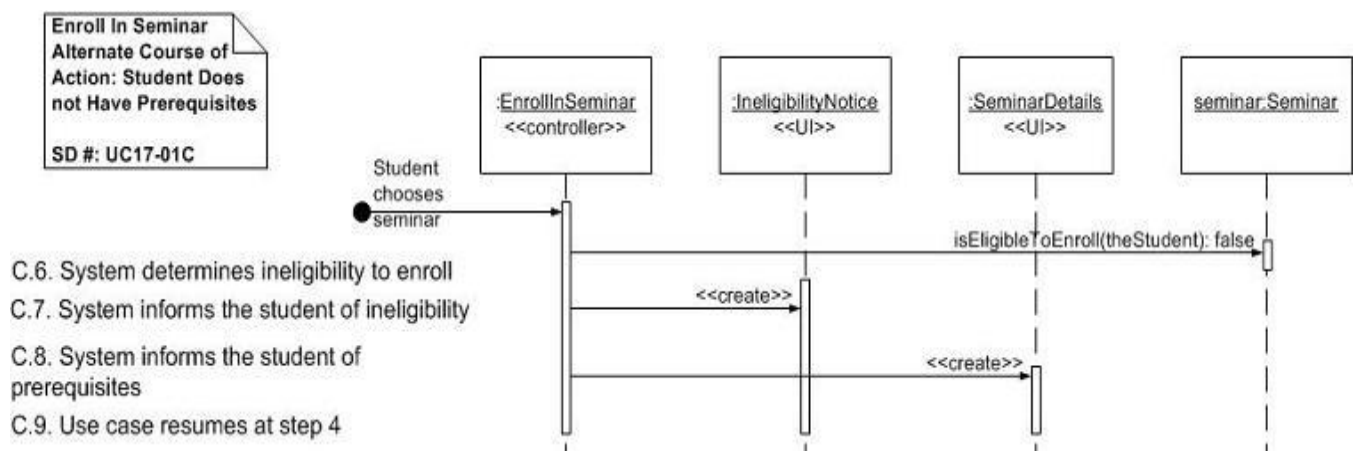 Enroll In Seminar
Alternate Course of
Action: Student Does
not Have Prerequisites
SD #: UC17-01C
:EnrollInSeminar
<<controller>>
:IneligibilityNotice
<<UI>>
:SeminarDetails
<<UI>>
seminar:Seminar
Student
chooses
seminar
isEligibleToEnroll(theStudent): false
C.6. System determines ineligibility to enroll
<<create>>
C.7. System informs the student of ineligibility
C.8. System informs the student of
prerequisites
<<create>>
C.9. Use case resumes at step 4